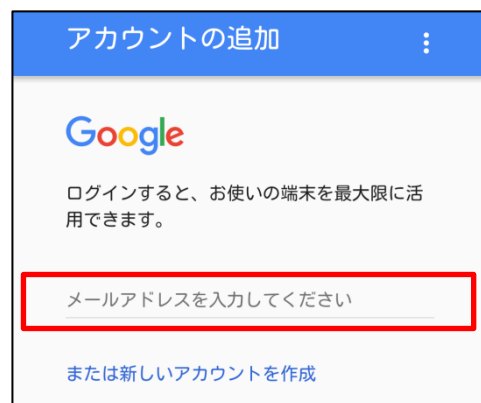 アカウントの追加
Google
ログインすると、お使いの端末を最大限に活
用できます。
メールアドレスを入力してください
または新しいアカウントを作成